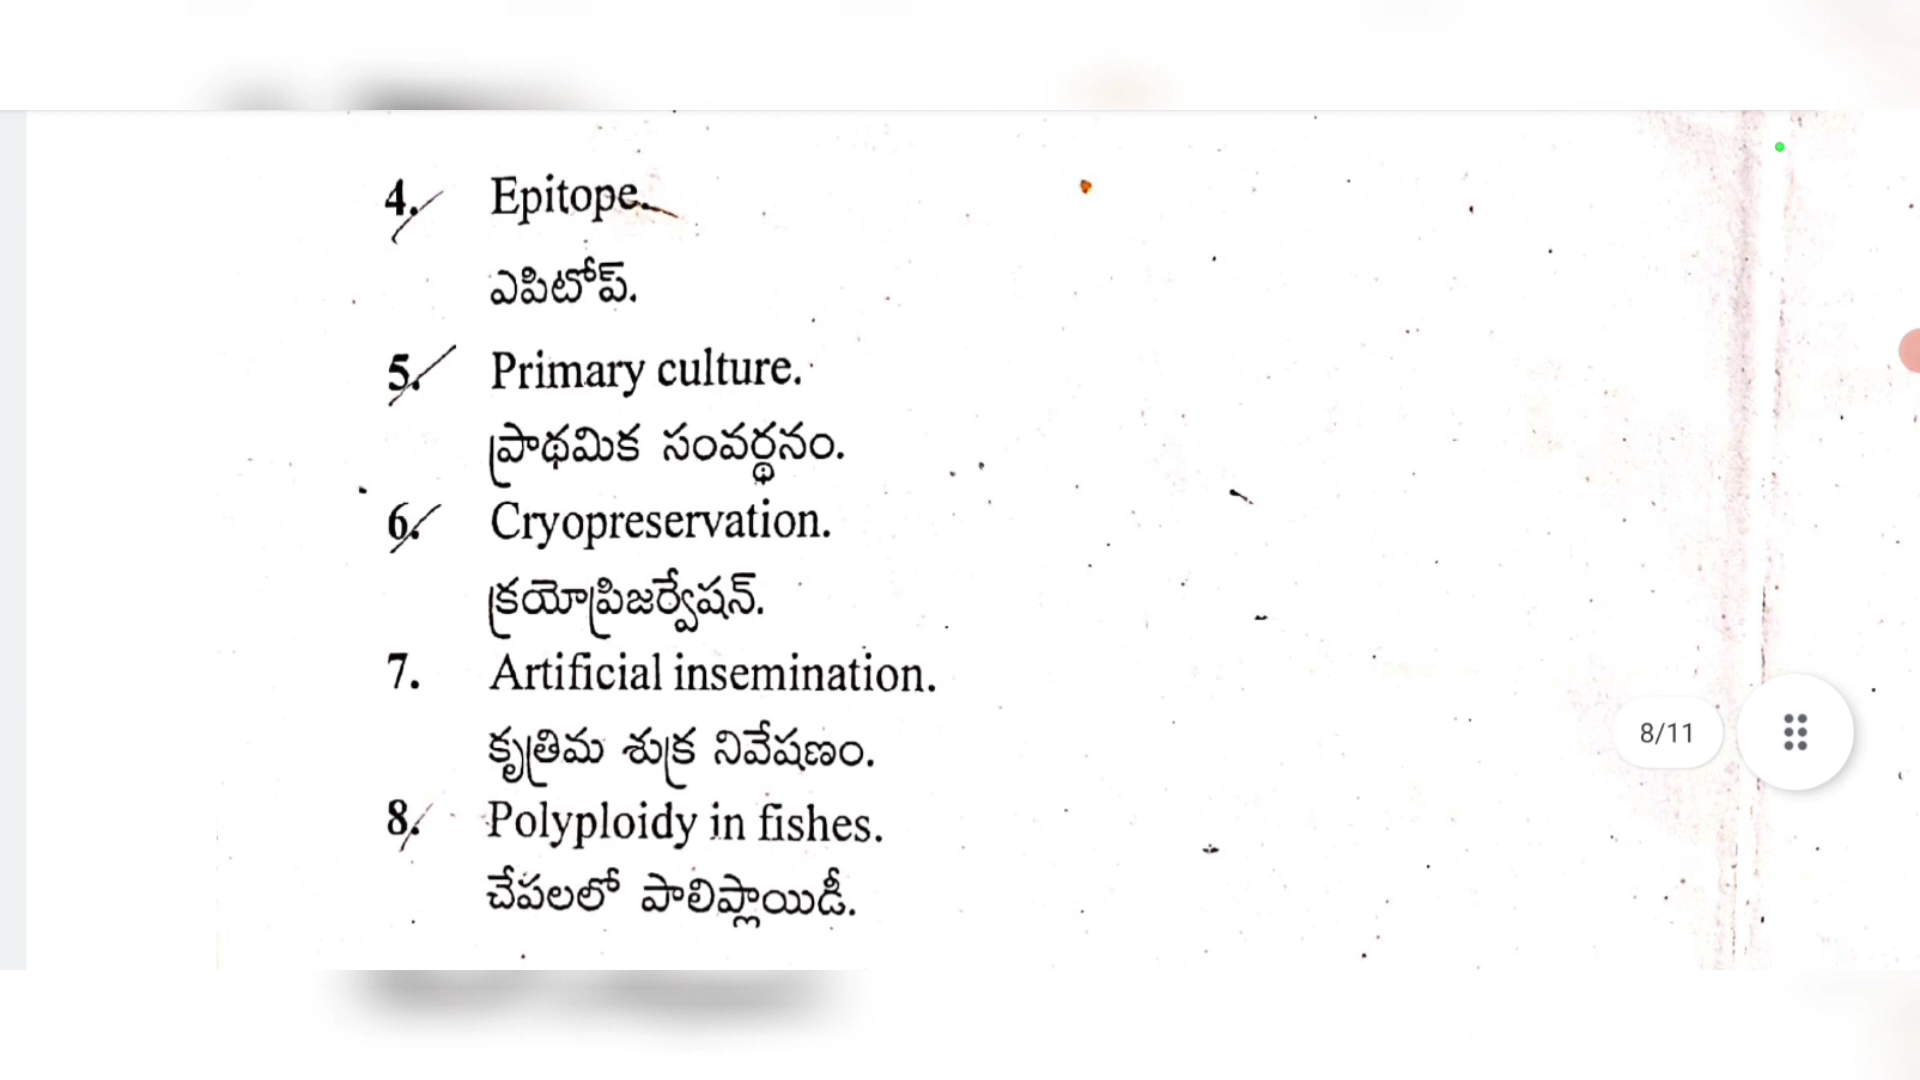 4. Epitope.
ఎపిటోప్.
5. Primary culture.
ప్రాథమిక సంవర్థనం.
6. Cryopreservation.
క్రయోప్రిజర్వేషన్.
7. Artificial insemination.
కృత్రిమ శుక్ర నివేషణం.
8. Polyploidy in fishes.
చేపలలో పాలిప్లాయిడీ.
8/11